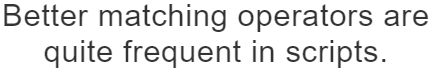 Better matching operators are
quite frequent in scripts.